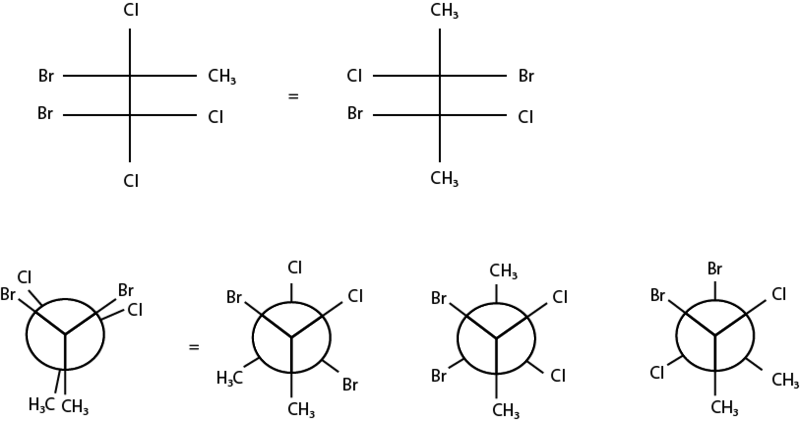 Cl CH₃
Br CH₃ = Cl Br
Br Cl Br Cl
Cl CH₃
Cl Br Br Cl H₃C CH₃
=
Cl Br Cl H₃C Br CH₃
CH₃ Br Cl Br Cl CH₃
Br Br Cl Cl CH₃ CH₃